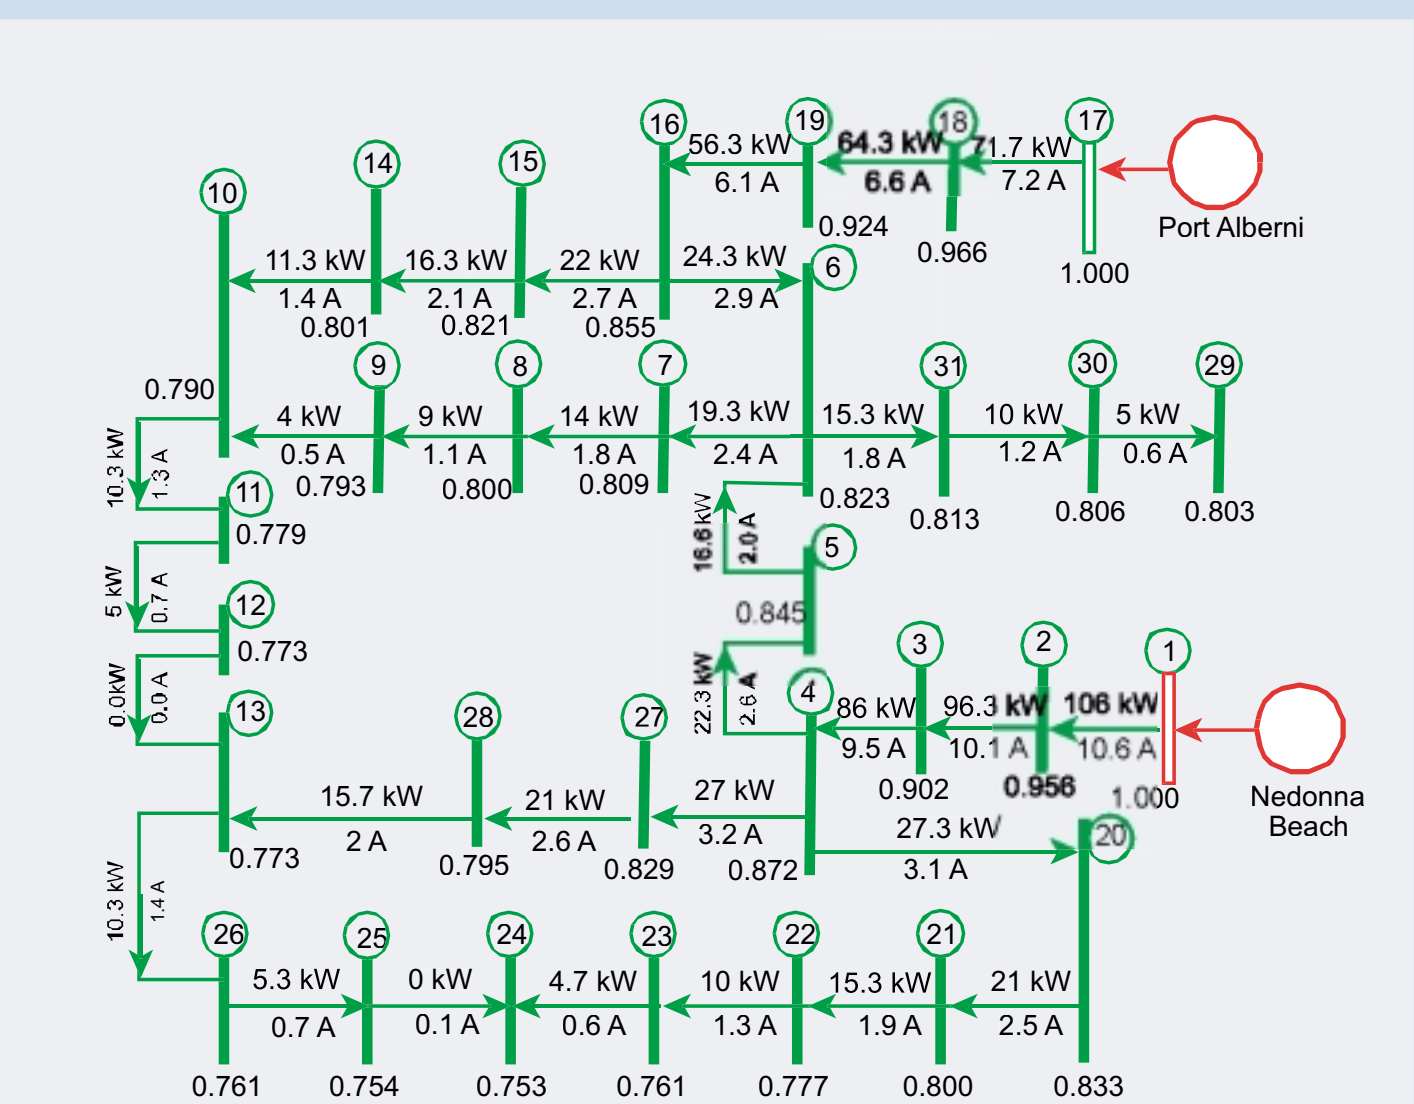 16
19
18
17
56.3 kW
6.1 A
64.3 kW
6.6 A
71.7 kW
7.2 A
Port Alberni
0.924
0.966
1.000
10
14
15
11.3 kW
1.4 A
16.3 kW
2.1 A
22 kW
2.7 A
24.3 kW
2.9 A
6
0.801
0.821
0.855
9
8
7
31
30
29
0.790
4 kW
0.5 A
9 kW
1.1 A
14 kW
1.8 A
19.3 kW
2.4 A
15.3 kW
1.8 A
10 kW
1.2 A
5 kW
0.6 A
0.793
0.800
0.809
0.823
0.813
0.806
0.803
10.3 kW
1.3 A
11
0.779
16.6 kW
2.0 A
5
0.845
5 kW
0.7 A
12
0.773
22.3 kW
2.6 A
3
2
1
4
86 kW
9.5 A
96.3 kW
10.1 A
106 kW
10.6 A
0.902
0.956
1.000
Nedonna
Beach
0.0kW
0.0 A
13
28
27
15.7 kW
2 A
21 kW
2.6 A
27 kW
3.2 A
27.3 kW
3.1 A
20
0.773
0.795
0.829
0.872
10.3 kW
1.4 A
26
25
24
23
22
21
5.3 kW
0.7 A
0 kW
0.1 A
4.7 kW
0.6 A
10 kW
1.3 A
15.3 kW
1.9 A
21 kW
2.5 A
0.761
0.754
0.753
0.761
0.777
0.800
0.833